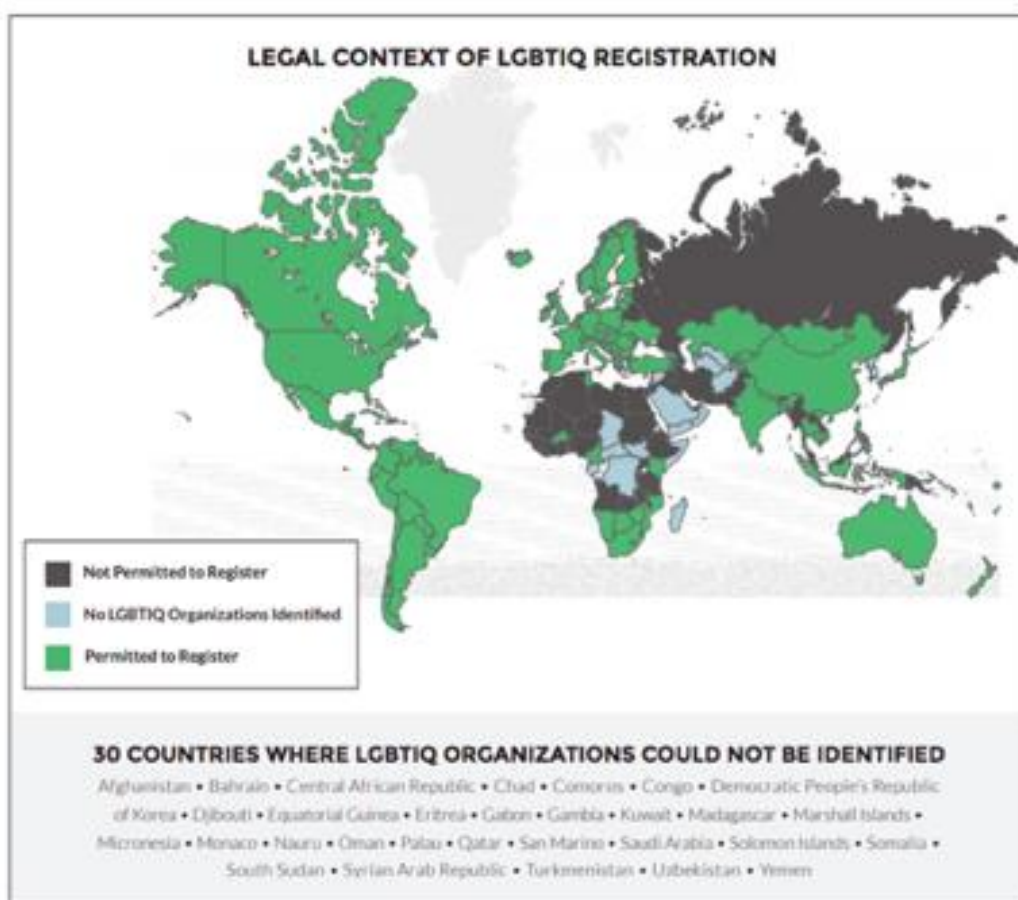 LEGAL CONTEXT OF LGBTIQ REGISTRATION
Not Permitted to Register
No LGBTIQ Organizations Identified
Permitted to Register
30 COUNTRIES WHERE LGBTIQ ORGANIZATIONS COULD NOT BE IDENTIFIED
Afghanistan • Bahrain • Central African Republic • Chad • Comoros • Congo • Democratic People's Republic
of Korea • Djibouti • Equatorial Guinea • Eritrea • Gabon • Gambia • Kuwait • Madagascar • Marshall Islands •
Micronesia • Monaco • Nauru • Oman • Palau • Qatar • San Marino • Saudi Arabia • Solomon Islands • Somalia •
South Sudan • Syrian Arab Republic • Turkmenistan • Uzbekistan • Yemen